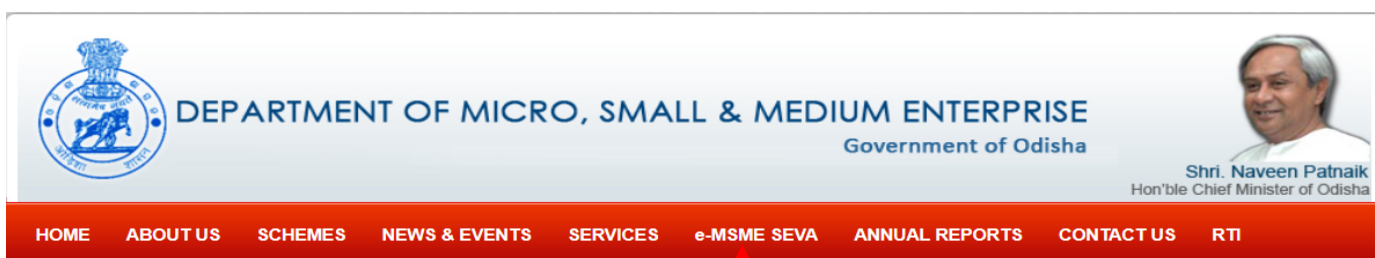 DEPARTMENT OF MICRO, SMALL & MEDIUM ENTERPRISE
Government of Odisha
Shri. Naveen Patnaik
Hon'ble Chief Minister of Odisha
HOME ABOUT US SCHEMES NEWS & EVENTS SERVICES e-MSME SEVA ANNUAL REPORTS CONTACT US RTI